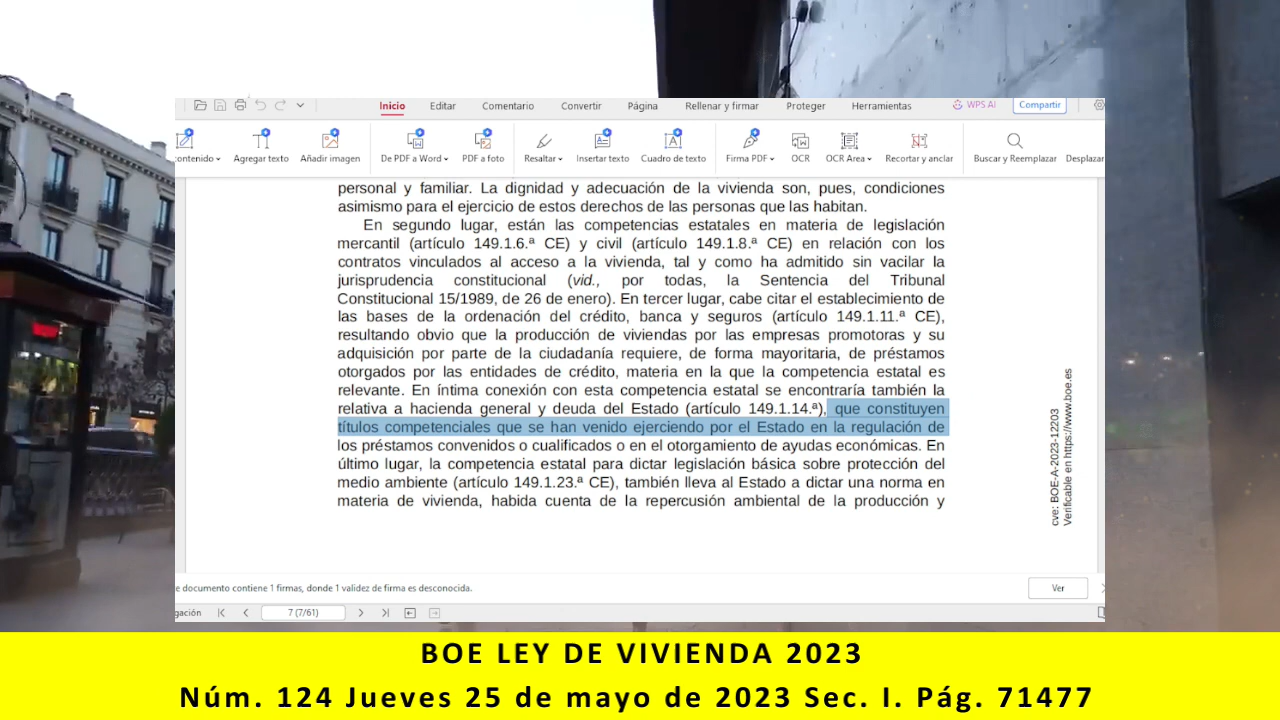 Inicio Editar Comentario Convertir Página Rellenar y firmar Proteger Herramientas WPS AI Compartir
ontenido Agregar texto Añadir imagen De PDF a Word PDF a foto Resaltar Insertar texto Cuadro de texto Firma PDF OCR OCR Area Recortar y anclar Buscar y Reemplazar Desplazar
personal y familiar. La dignidad y adecuación de la vivienda son, pues, condiciones
asimismo para el ejercicio de estos derechos de las personas que las habitan.
En segundo lugar, están las competencias estatales en materia de legislación
mercantil (artículo 149.1.6.ª CE) y civil (artículo 149.1.8.ª CE) en relación con los
contratos vinculados al acceso a la vivienda, tal y como ha admitido sin vacilar la
jurisprudencia constitucional (vid., por todas, la Sentencia del Tribunal
Constitucional 15/1989, de 26 de enero). En tercer lugar, cabe citar el establecimiento de
las bases de la ordenación del crédito, banca y seguros (artículo 149.1.11.ª CE),
resultando obvio que la producción de viviendas por las empresas promotoras y su
adquisición por parte de la ciudadanía requiere, de forma mayoritaria, de préstamos
otorgados por las entidades de crédito, materia en la que la competencia estatal es
relevante. En íntima conexión con esta competencia estatal se encontraría también la
relativa a hacienda general y deuda del Estado (artículo 149.1.14.ª), que constituyen
títulos competenciales que se han venido ejerciendo por el Estado en la regulación de
los préstamos convenidos o cualificados o en el otorgamiento de ayudas económicas. En
último lugar, la competencia estatal para dictar legislación básica sobre protección del
medio ambiente (artículo 149.1.23.ª CE), también lleva al Estado a dictar una norma en
materia de vivienda, habida cuenta de la repercusión ambiental de la producción y
cve: BOE-A-2023-12203
Verificable en https://www.boe.es
e documento contiene 1 firmas, donde 1 validez de firma es desconocida.
Ver
gación 7 (7/61)
BOE LEY DE VIVIENDA 2023
Núm. 124 Jueves 25 de mayo de 2023 Sec. I. Pág. 71477